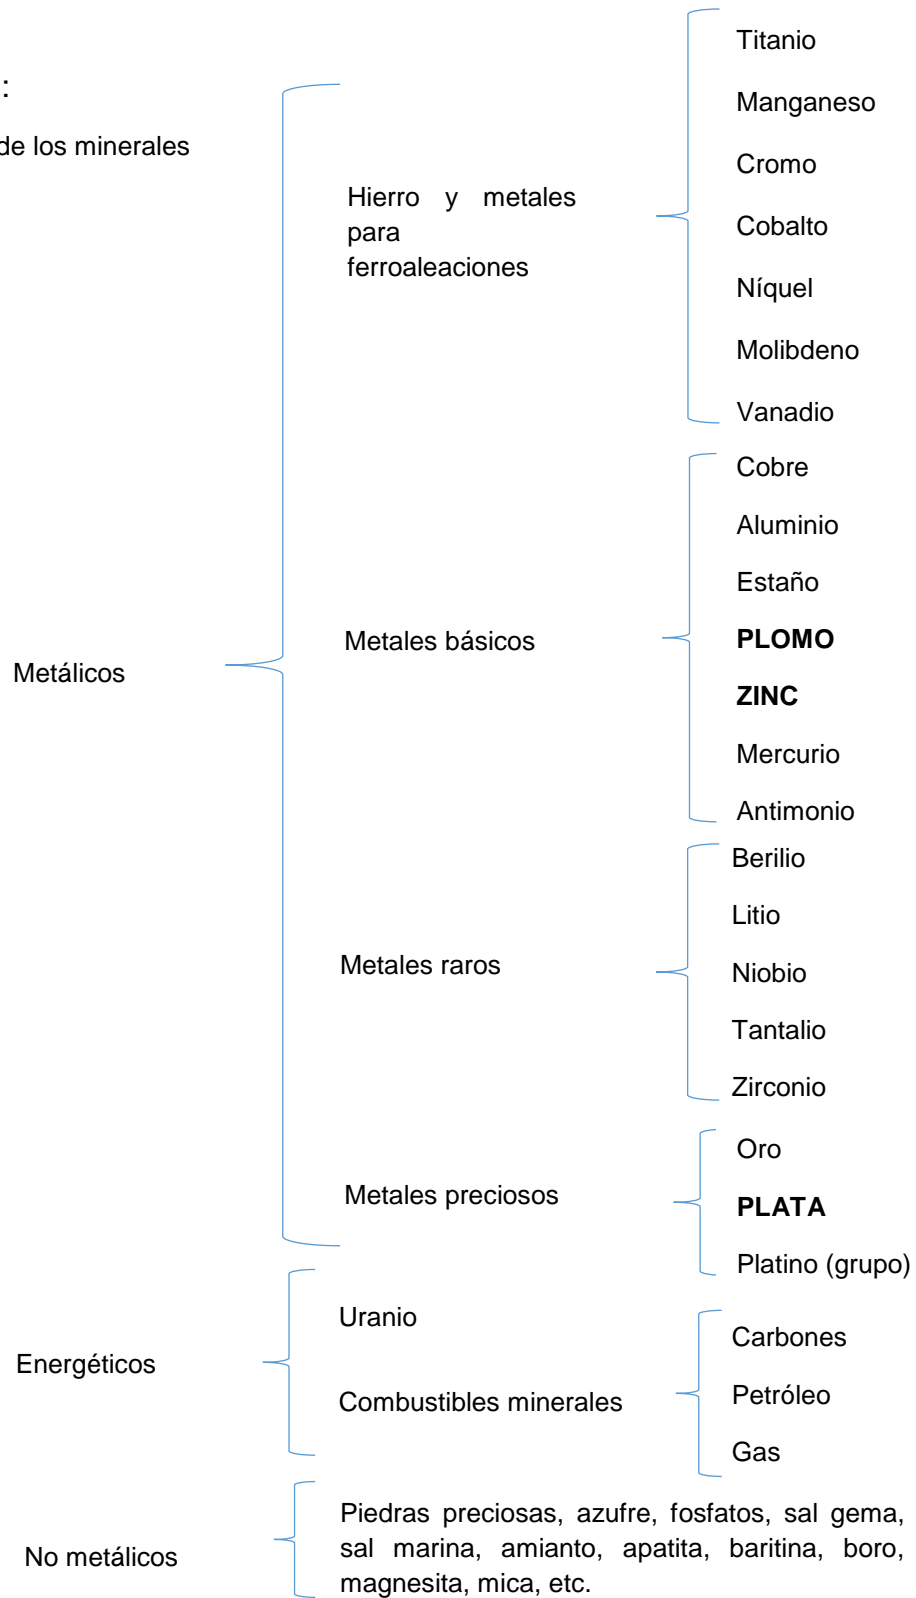 :
de los minerales
Metálicos
Hierro y metales
para
ferroaleaciones
Titanio
Manganeso
Cromo
Cobalto
Níquel
Molibdeno
Vanadio
Metales básicos
Cobre
Aluminio
Estaño
PLOMO
ZINC
Mercurio
Antimonio
Metales raros
Berilio
Litio
Niobio
Tantalio
Zirconio
Metales preciosos
Oro
PLATA
Platino (grupo)
Energéticos
Uranio
Combustibles minerales
Carbones
Petróleo
Gas
No metálicos
Piedras preciosas, azufre, fosfatos, sal gema,
sal marina, amianto, apatita, baritina, boro,
magnesita, mica, etc.